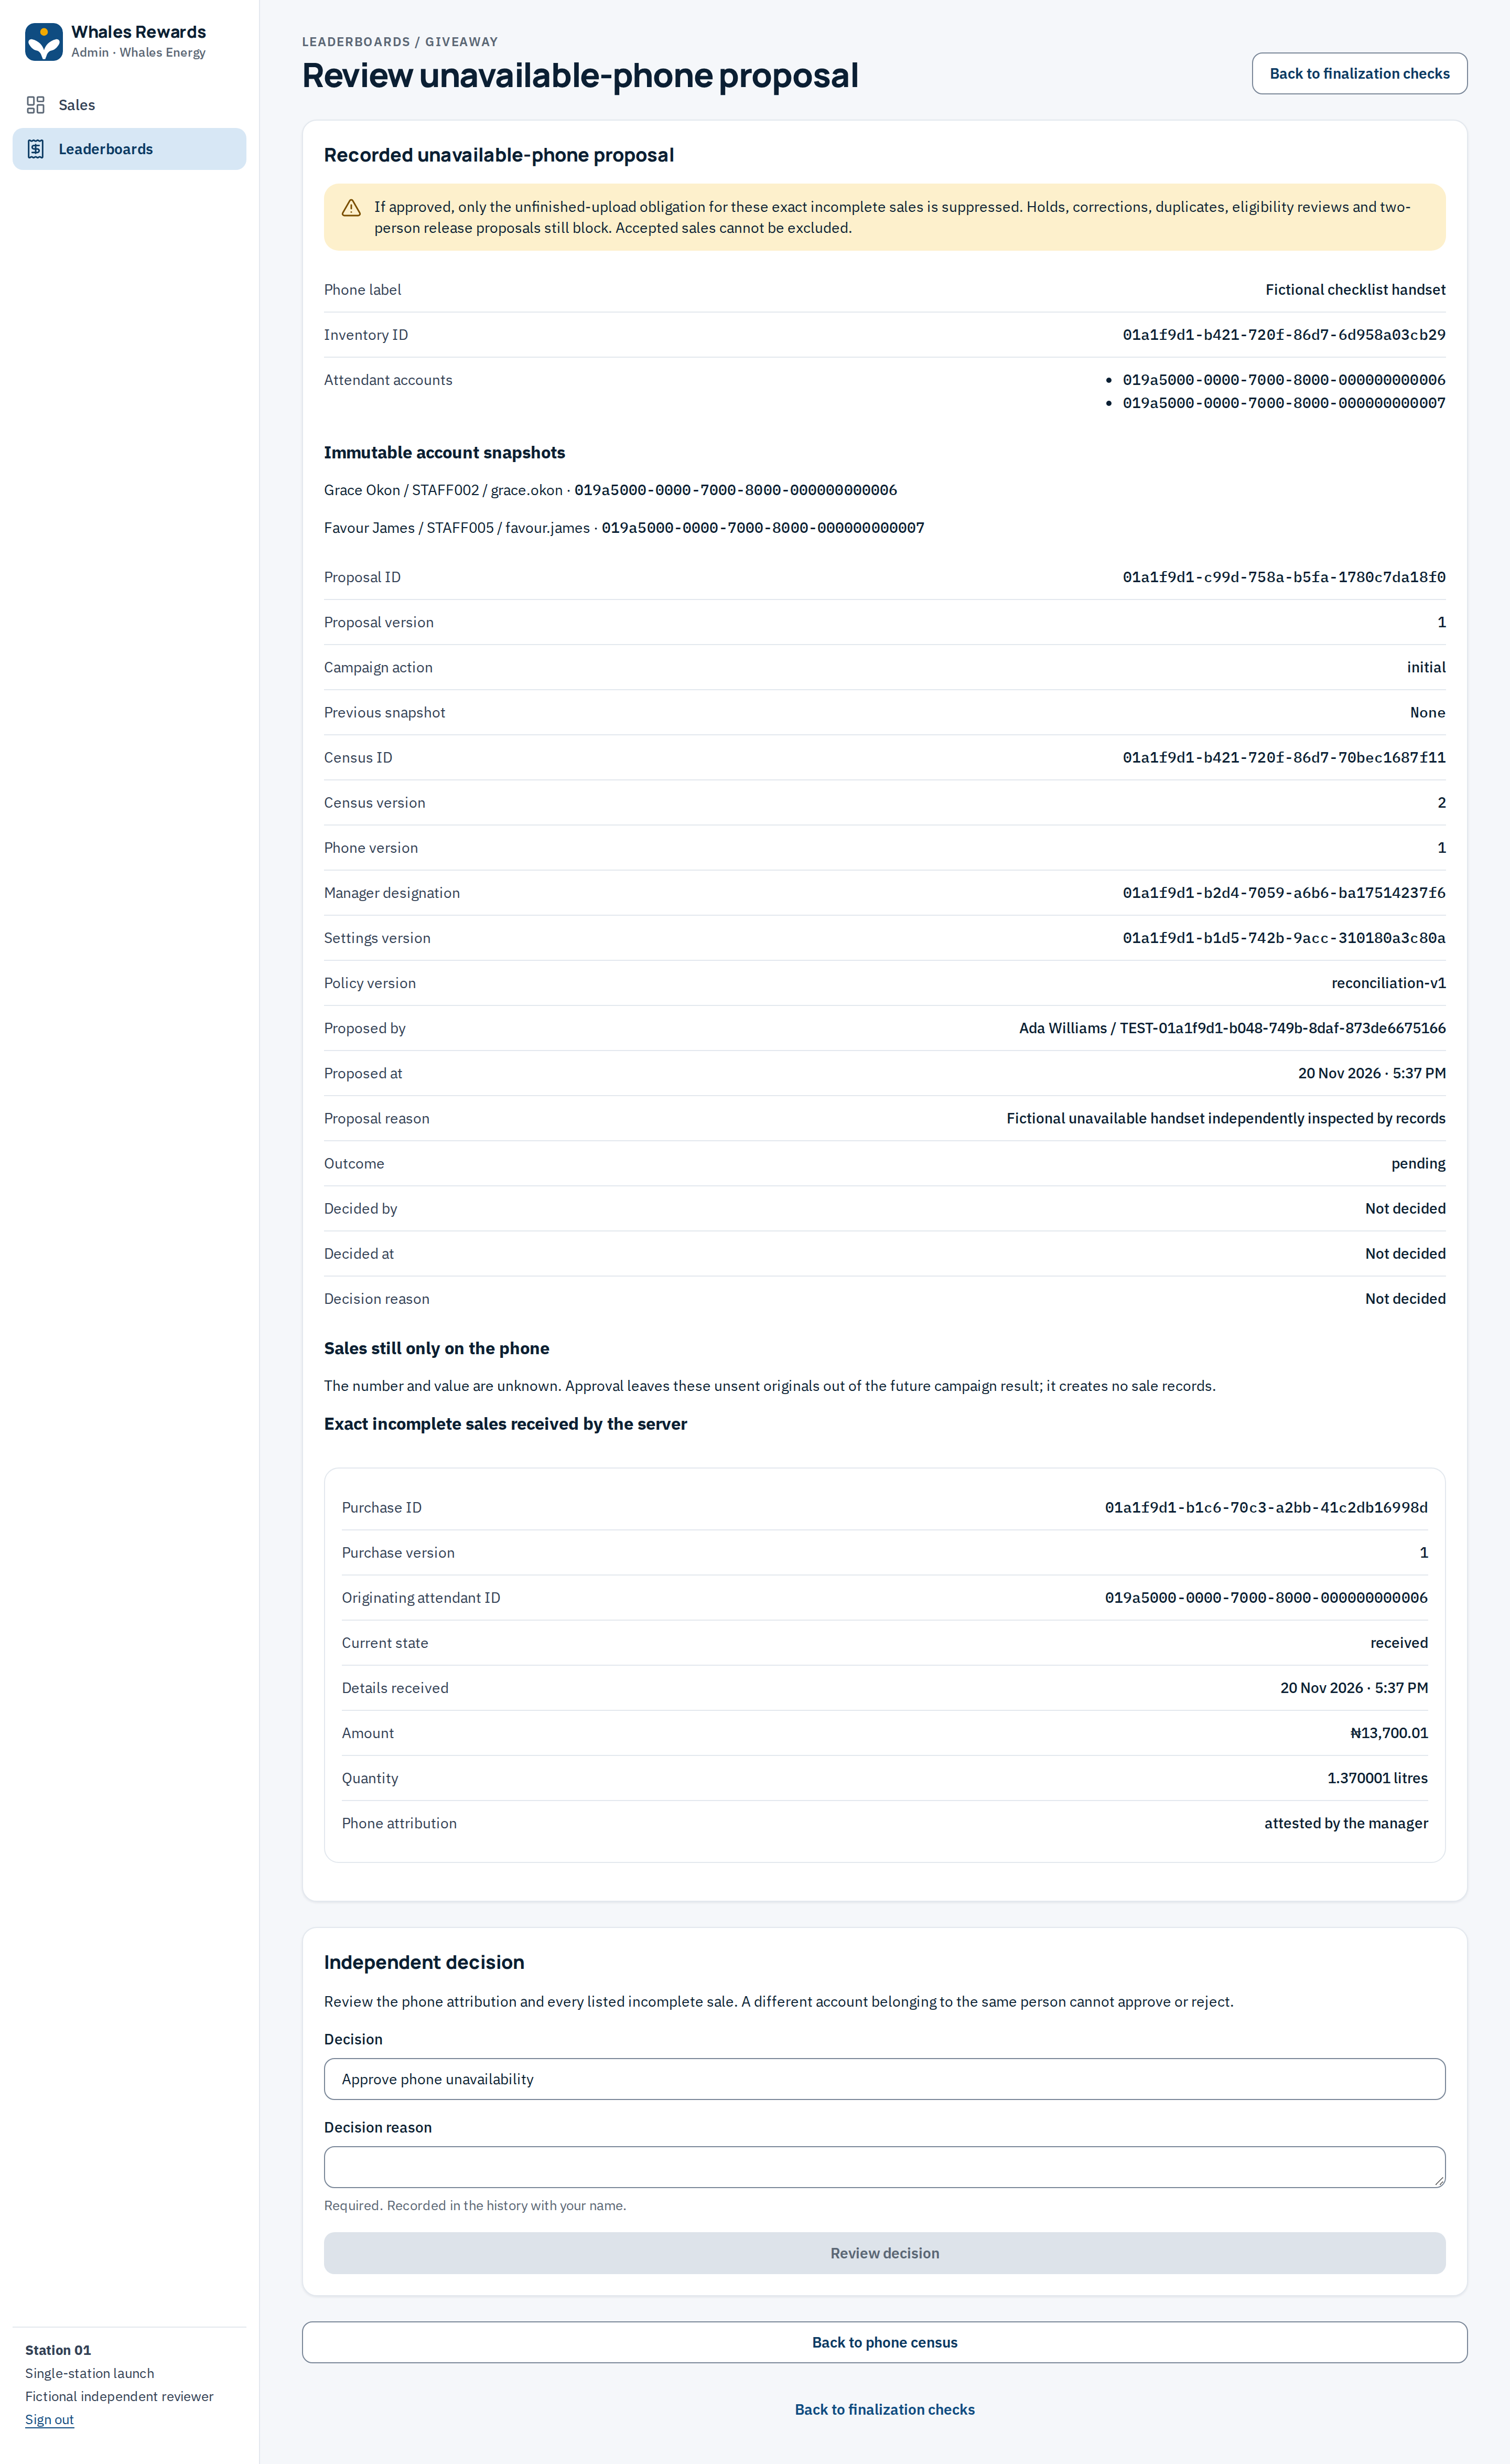 Whales Rewards
Admin · Whales Energy
Sales
Leaderboards
LEADERBOARDS / GIVEAWAY
Review unavailable-phone proposal
Back to finalization checks
Recorded unavailable-phone proposal
If approved, only the unfinished-upload obligation for these exact incomplete sales is suppressed. Holds, corrections, duplicates, eligibility reviews and two-
person release proposals still block. Accepted sales cannot be excluded.
Phone label Fictional checklist handset
Inventory ID 01a1f9d1-b421-720f-86d7-6d958a03cb29
Attendant accounts • 019a5000-0000-7000-8000-000000000006
• 019a5000-0000-7000-8000-000000000007
Immutable account snapshots
Grace Okon / STAFF002 / grace.okon · 019a5000-0000-7000-8000-000000000006
Favour James / STAFF005 / favour.james · 019a5000-0000-7000-8000-000000000007
Proposal ID 01a1f9d1-c99d-758a-b5fa-1780c7da18f0
Proposal version 1
Campaign action initial
Previous snapshot None
Census ID 01a1f9d1-b421-720f-86d7-70bec1687f11
Census version 2
Phone version 1
Manager designation 01a1f9d1-b2d4-7059-a6b6-ba17514237f6
Settings version 01a1f9d1-b1d5-742b-9acc-310180a3c80a
Policy version reconciliation-v1
Proposed by Ada Williams / TEST-01a1f9d1-b048-749b-8daf-873de6675166
Proposed at 20 Nov 2026 · 5:37 PM
Proposal reason Fictional unavailable handset independently inspected by records
Outcome pending
Decided by Not decided
Decided at Not decided
Decision reason Not decided
Sales still only on the phone
The number and value are unknown. Approval leaves these unsent originals out of the future campaign result; it creates no sale records.
Exact incomplete sales received by the server
Purchase ID 01a1f9d1-b1c6-70c3-a2bb-41c2db16998d
Purchase version 1
Originating attendant ID 019a5000-0000-7000-8000-000000000006
Current state received
Details received 20 Nov 2026 · 5:37 PM
Amount ₦13,700.01
Quantity 1.370001 litres
Phone attribution attested by the manager
Independent decision
Review the phone attribution and every listed incomplete sale. A different account belonging to the same person cannot approve or reject.
Decision
Approve phone unavailability
Decision reason
Required. Recorded in the history with your name.
Review decision
Back to phone census
Back to finalization checks
Station 01
Single-station launch
Fictional independent reviewer
Sign out